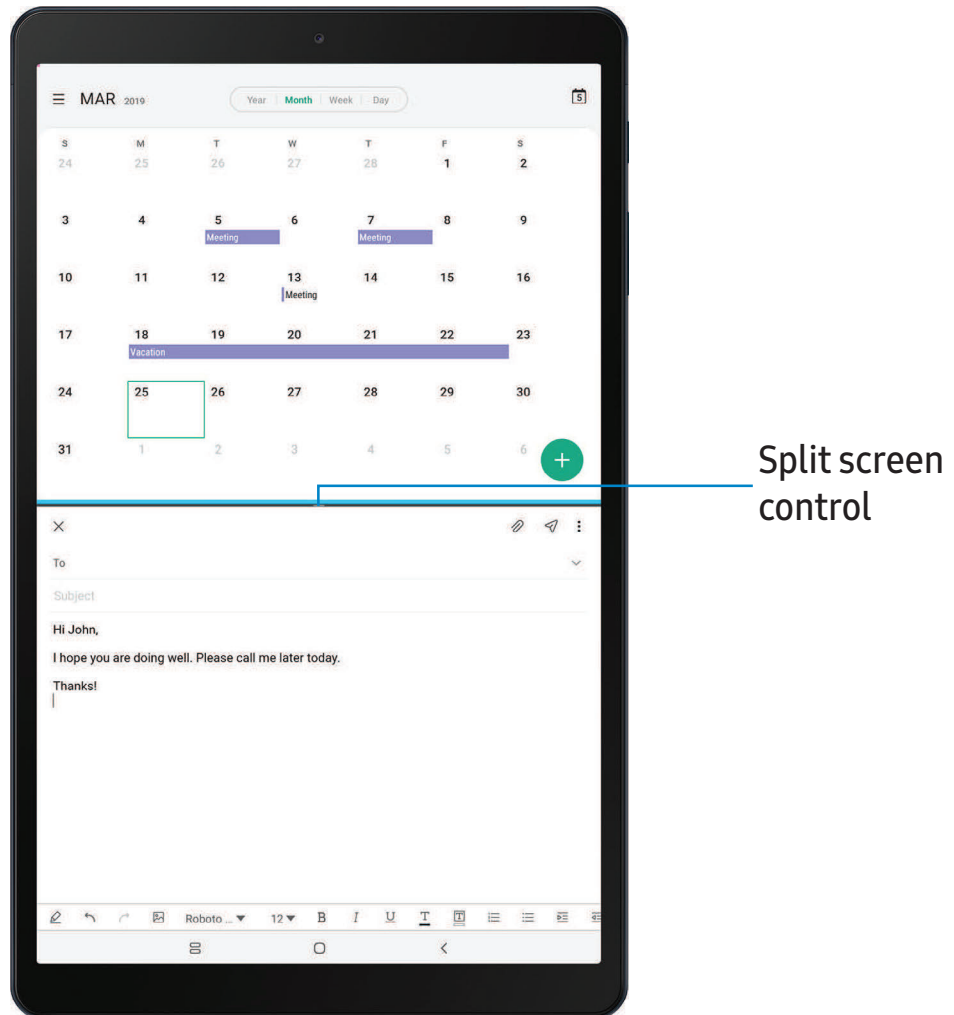 MAR 2019 Year Month Week Day 5
S M T W T F S
24 25 26 27 28 1 2
3 4 5 6 7 8 9
Meeting Meeting
10 11 12 13 14 15 16
Meeting
17 18 19 20 21 22 23
Vacation
24 25 26 27 28 29 30
31 1 2 3 4 5 6
+
Split screen
control
To
Subject
Hi John,
I hope you are doing well. Please call me later today.
Thanks!
Roboto ... 12 B I U T T